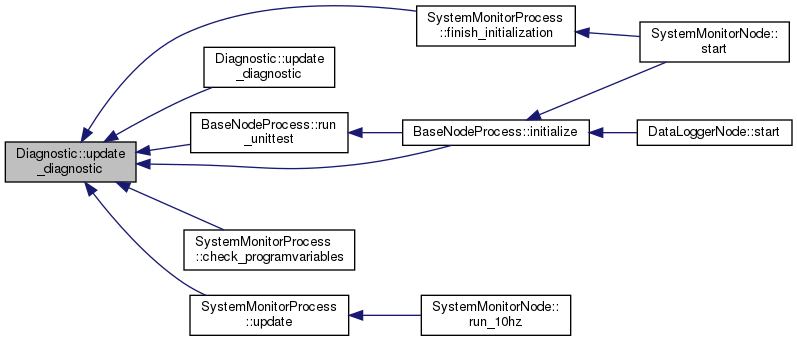 SystemMonitorProcess
::finish_initialization
SystemMonitorNode::
start
Diagnostic::update
_diagnostic
BaseNodeProcess::run
_unittest
BaseNodeProcess::initialize
DataLoggerNode::start
Diagnostic::update
_diagnostic
SystemMonitorProcess
::check_programvariables
SystemMonitorProcess
::update
SystemMonitorNode::
run_10hz